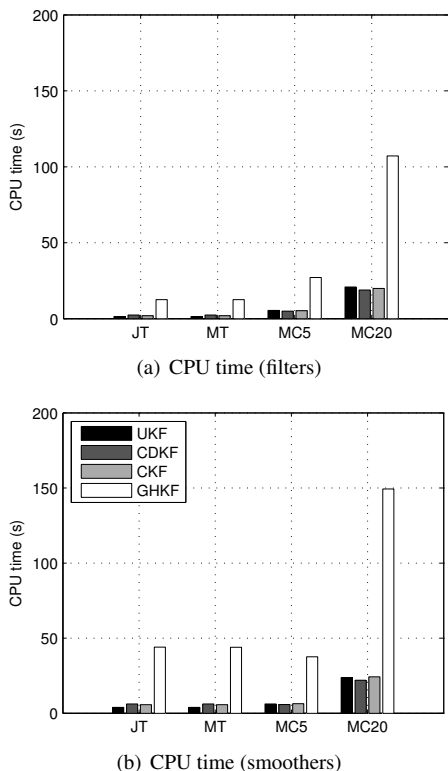 200
150
100
50
0
CPU time (s)
JT MT MC5 MC20
(a) CPU time (filters)
200
150
100
50
0
CPU time (s)
UKF
CDKF
CKF
GHKF
JT MT MC5 MC20
(b) CPU time (smoothers)